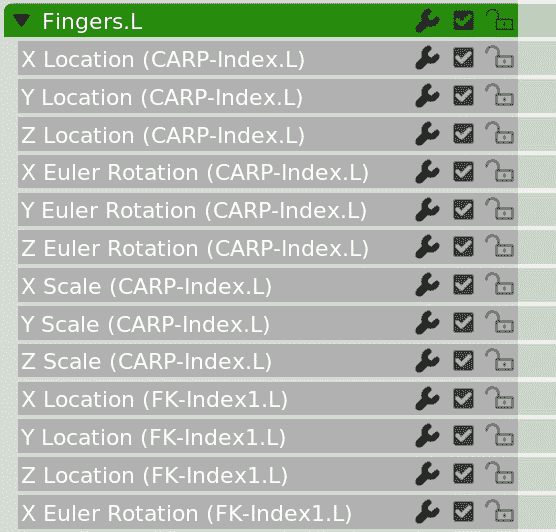 Fingers.L
X Location (CARP-Index.L)
Y Location (CARP-Index.L)
Z Location (CARP-Index.L)
X Euler Rotation (CARP-Index.L)
Y Euler Rotation (CARP-Index.L)
Z Euler Rotation (CARP-Index.L)
X Scale (CARP-Index.L)
Y Scale (CARP-Index.L)
Z Scale (CARP-Index.L)
X Location (FK-Index1.L)
Y Location (FK-Index1.L)
Z Location (FK-Index1.L)
X Euler Rotation (FK-Index1.L)